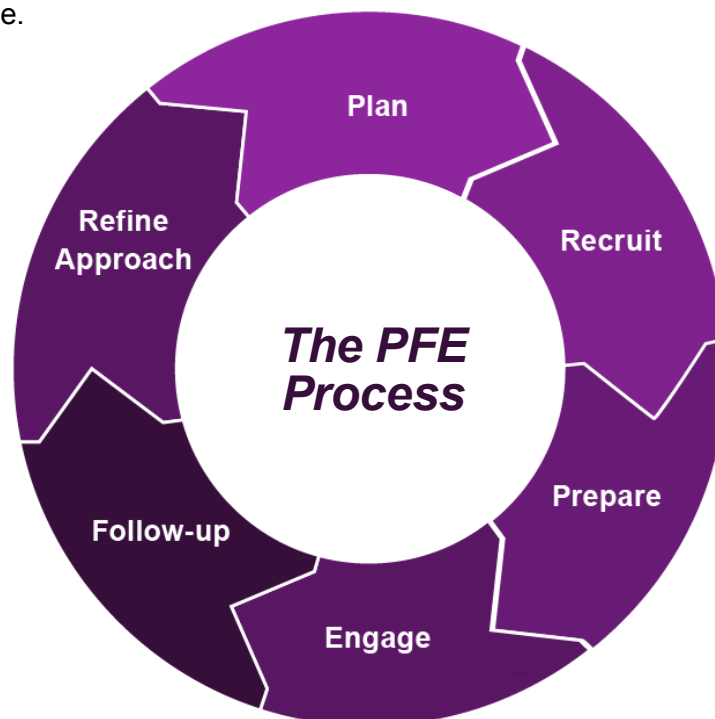 e.
Plan
Recruit
Prepare
Engage
Follow-up
Refine
Approach
The PFE
Process